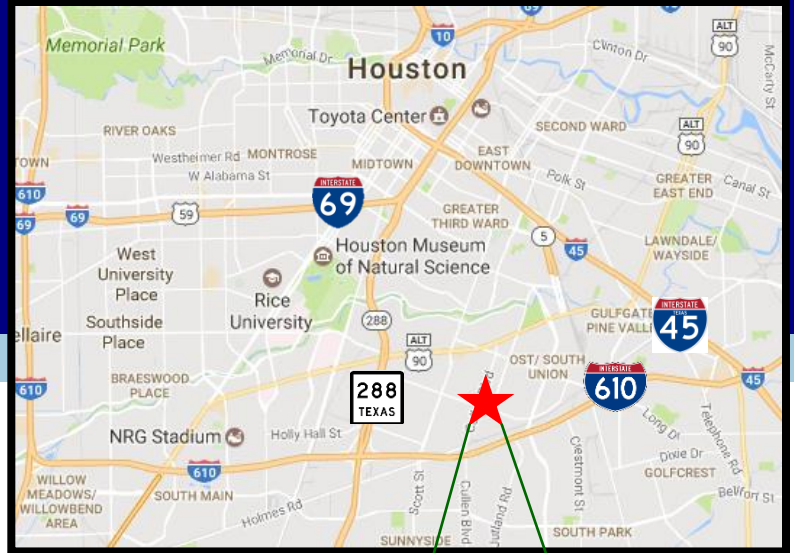 69
ALT
90
10
Memorial Park
Memorial Dr
Clinton Dr
McCarty St
Houston
Toyota Center
RIVER OAKS
SECOND WARD
ALT
90
TOWN
Westheimer Rd
MONTROSE
MIDTOWN
EAST
DOWNTOWN
W Alabama St
Polk St
GREATER
EAST END
Canal St
610
INTERSTATE
69
69
69
59
GREATER
THIRD WARD
5
45
LAWNDALE/
WAYSIDE
Houston Museum
of Natural Science
West
University
Place
Rice
University
Southside
Place
ellaire
288
ALT
90
GULFGATE
PINE VALL
INTERSTATE
TEXAS
45
OST/ SOUTH
UNION
INTERSTATE
610
45
610
BRAESWOOD
PLACE
288
TEXAS
NRG Stadium
Holly Hall St
610
Long Dr
Telephone Rd
Dixie Dr
GOLFCREST
Bellfort St
WILLOW
MEADOWS/
WILLOWBEND
AREA
SOUTH MAIN
Holmes Rd
Scott St
Cullen Blvd
SUNNYSIDE
SOUTH PARK